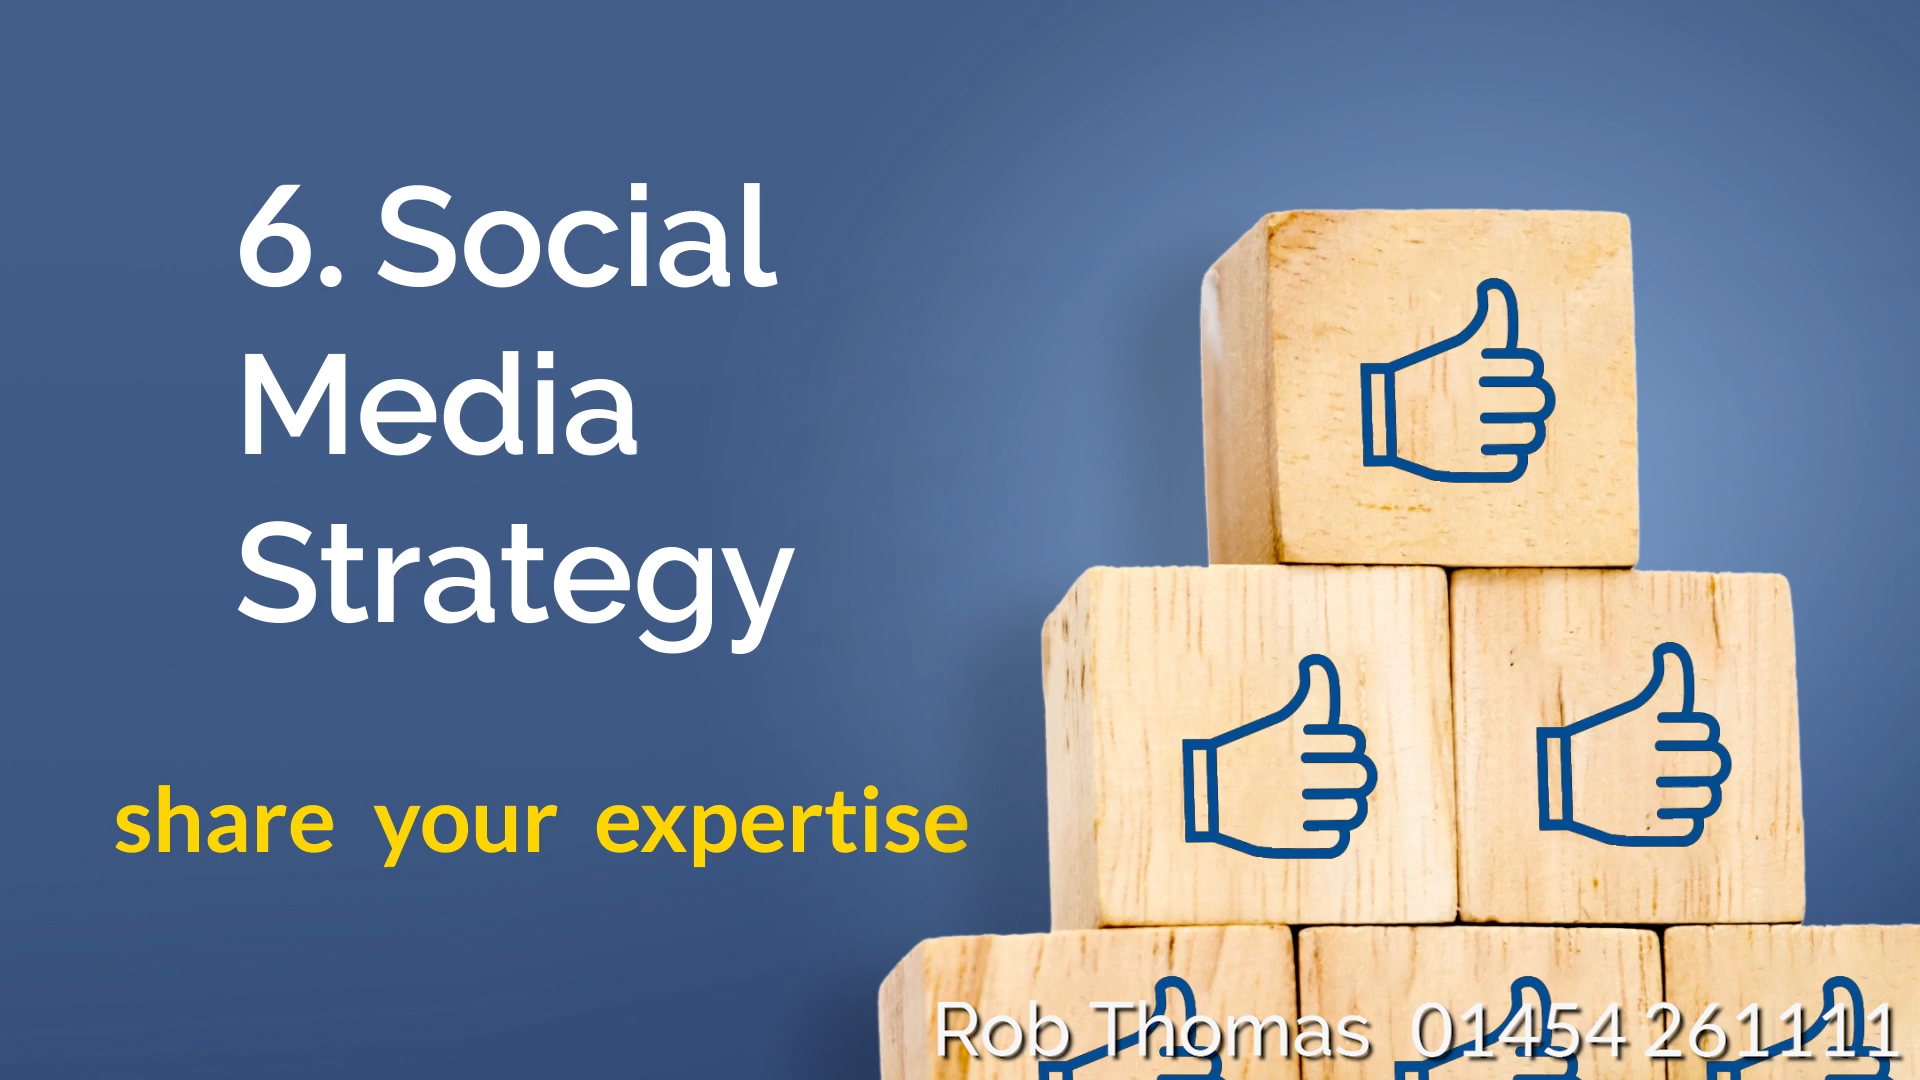 6. Social
Media
Strategy
share your expertise
Rob Thomas 01454 261111